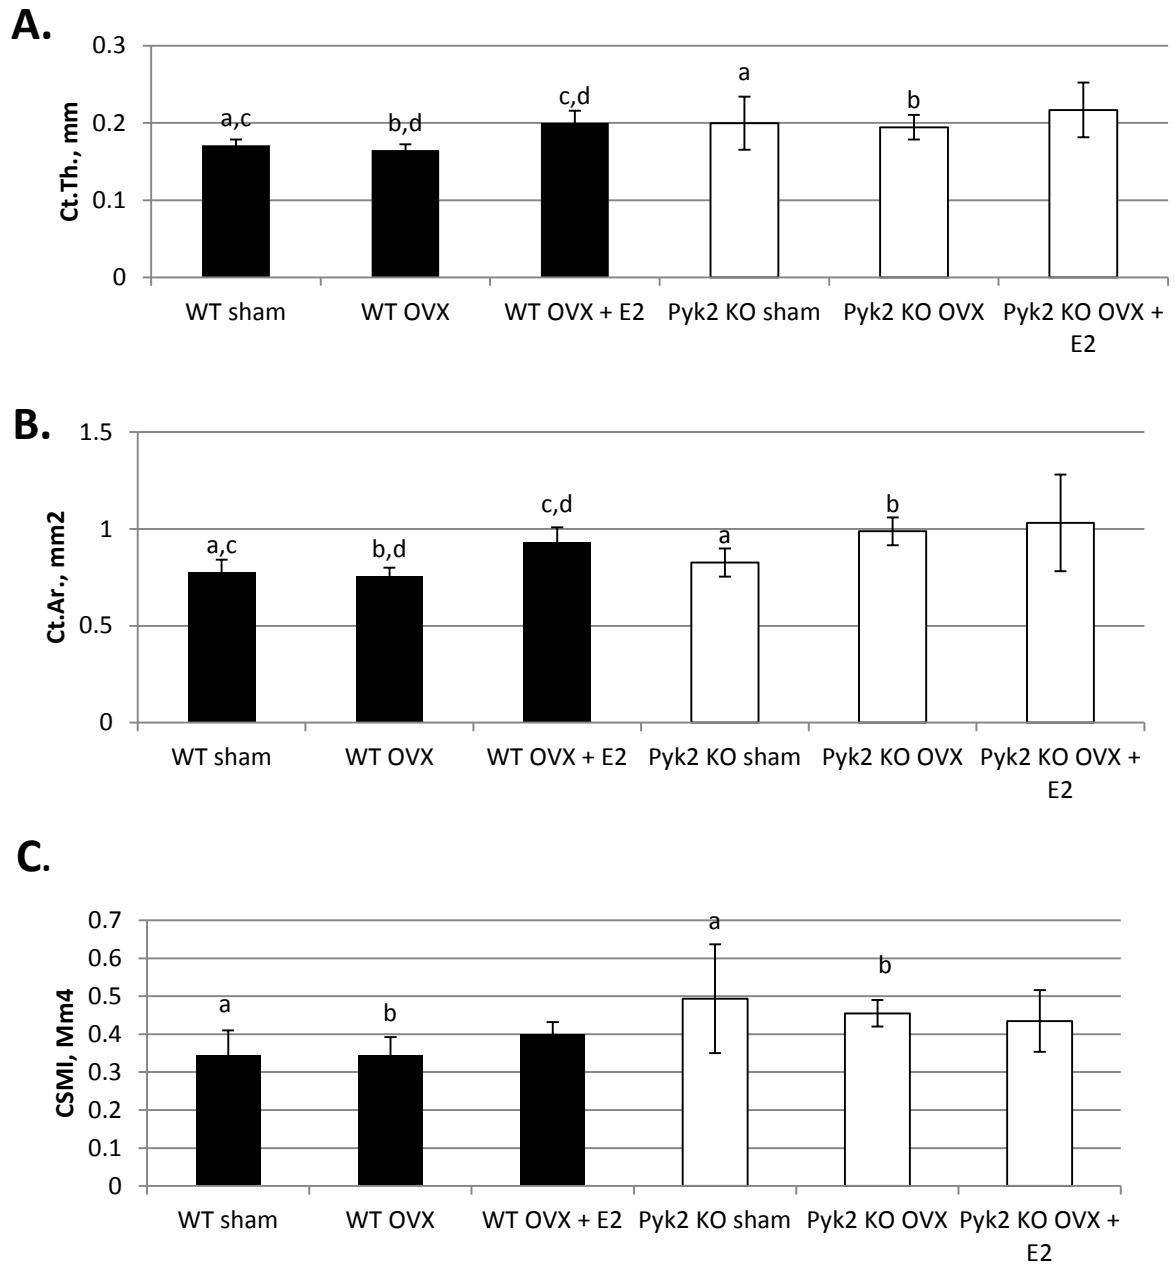 A.
Ct.Th., mm
0.3
0.2
0.1
0
a,c
b,d
c,d
a
b
WT sham
WT OVX
WT OVX + E2
Pyk2 KO sham
Pyk2 KO OVX
Pyk2 KO OVX +
E2
B.
Ct.Ar., mm2
1.5
1
0.5
0
a,c
b,d
c,d
a
b
WT sham
WT OVX
WT OVX + E2
Pyk2 KO sham
Pyk2 KO OVX
Pyk2 KO OVX +
E2
C.
CSMI, Mm4
0.7
0.6
0.5
0.4
0.3
0.2
0.1
0
a
b
a
b
WT sham
WT OVX
WT OVX + E2
Pyk2 KO sham
Pyk2 KO OVX
Pyk2 KO OVX +
E2